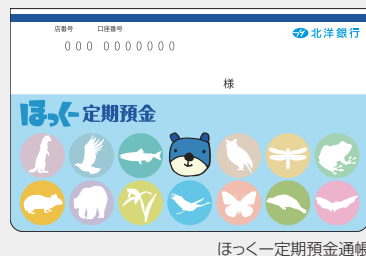 店番号 口座番号
000 0000000
北洋銀行
様
ほっくー定期預金
ほっくー定期預金通帳